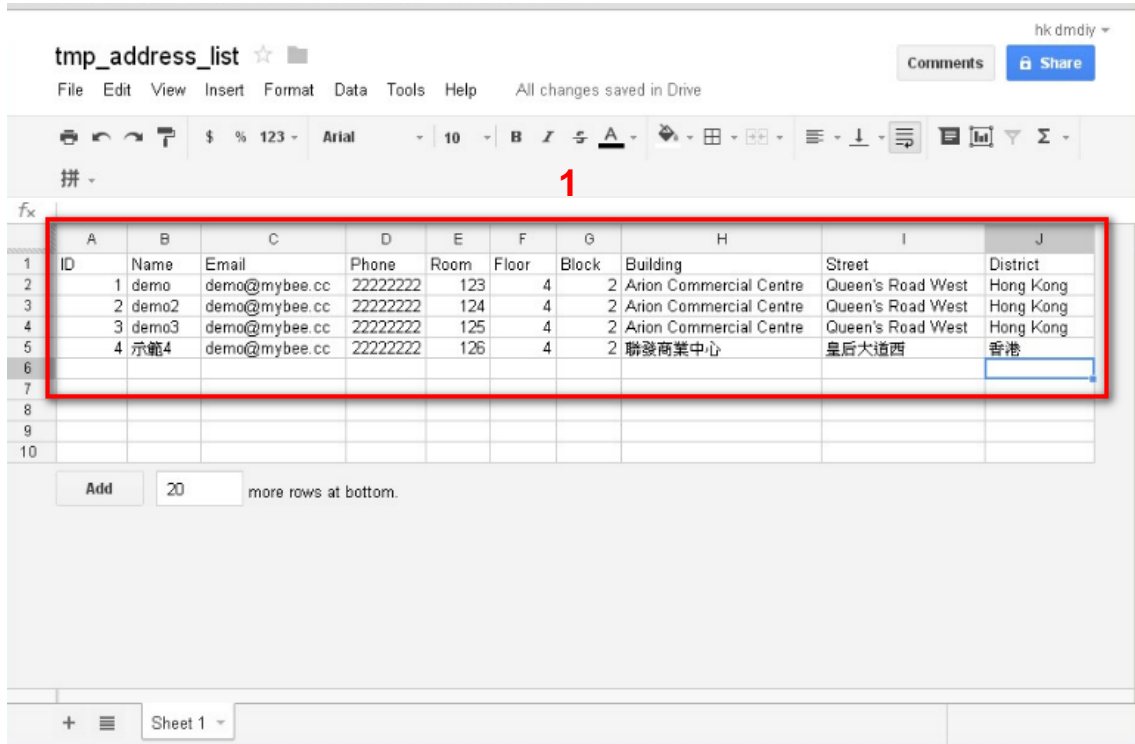 hk dmdiy
tmp_address_list
Comments Share
File Edit View Insert Format Data Tools Help All changes saved in Drive
$ % 123 Arial 10 B I S A Σ
拼
1
fx
A B C D E F G H I J
1 ID Name Email Phone Room Floor Block Building Street District
2 1 demo demo@mybee.cc 22222222 123 4 2 Arion Commercial Centre Queen's Road West Hong Kong
3 2 demo2 demo@mybee.cc 22222222 124 4 2 Arion Commercial Centre Queen's Road West Hong Kong
4 3 demo3 demo@mybee.cc 22222222 125 4 2 Arion Commercial Centre Queen's Road West Hong Kong
5 4 示範4 demo@mybee.cc 22222222 126 4 2 聯發商業中心 皇后大道西 香港
6
7
8
9
10
Add 20 more rows at bottom.
+ Sheet 1